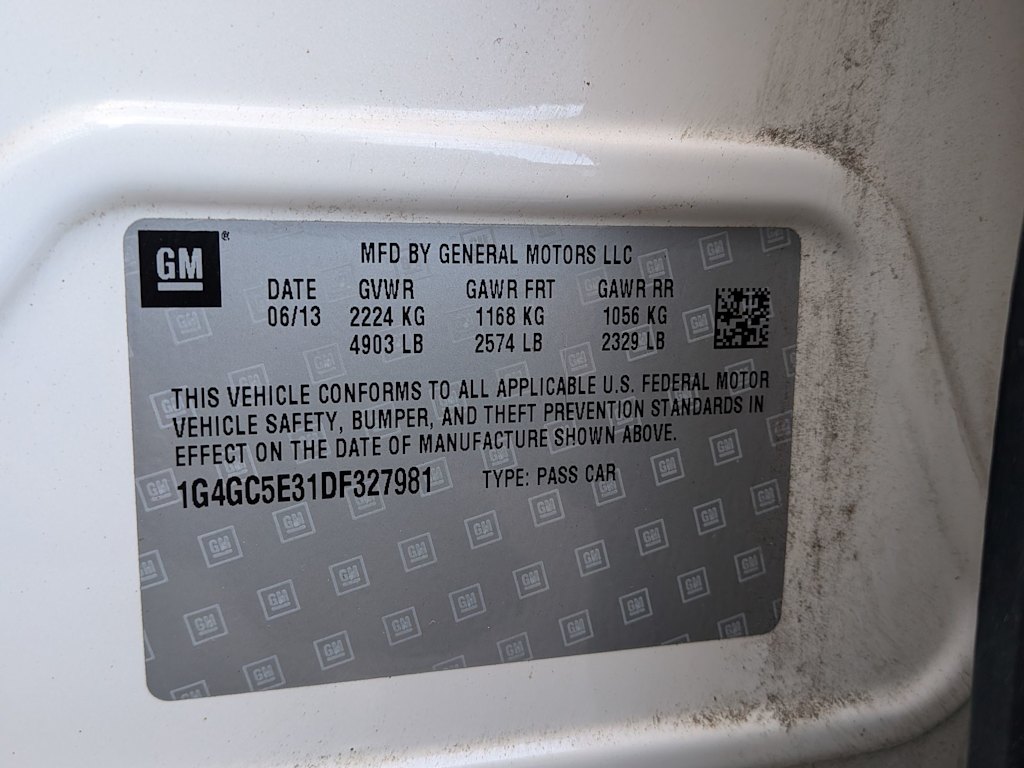 GM ® MFD BY GENERAL MOTORS LLC
DATE GVWR GAWR FRT GAWR RR
06/13 2224 KG 1168 KG 1056 KG
4903 LB 2574 LB 2329 LB
THIS VEHICLE CONFORMS TO ALL APPLICABLE U.S. FEDERAL MOTOR
VEHICLE SAFETY, BUMPER, AND THEFT PREVENTION STANDARDS IN
EFFECT ON THE DATE OF MANUFACTURE SHOWN ABOVE.
1G4GC5E31DF327981 TYPE: PASS CAR